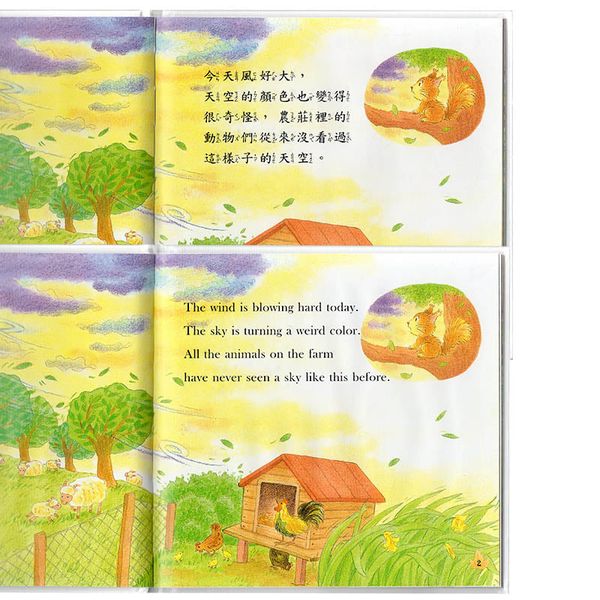 今天風好大，
天空的顏色也變得
很奇怪，農莊裡的
動物們從來沒看過
這樣子的天空。
The wind is blowing hard today.
The sky is turning a weird color.
All the animals on the farm
have never seen a sky like this before.
2